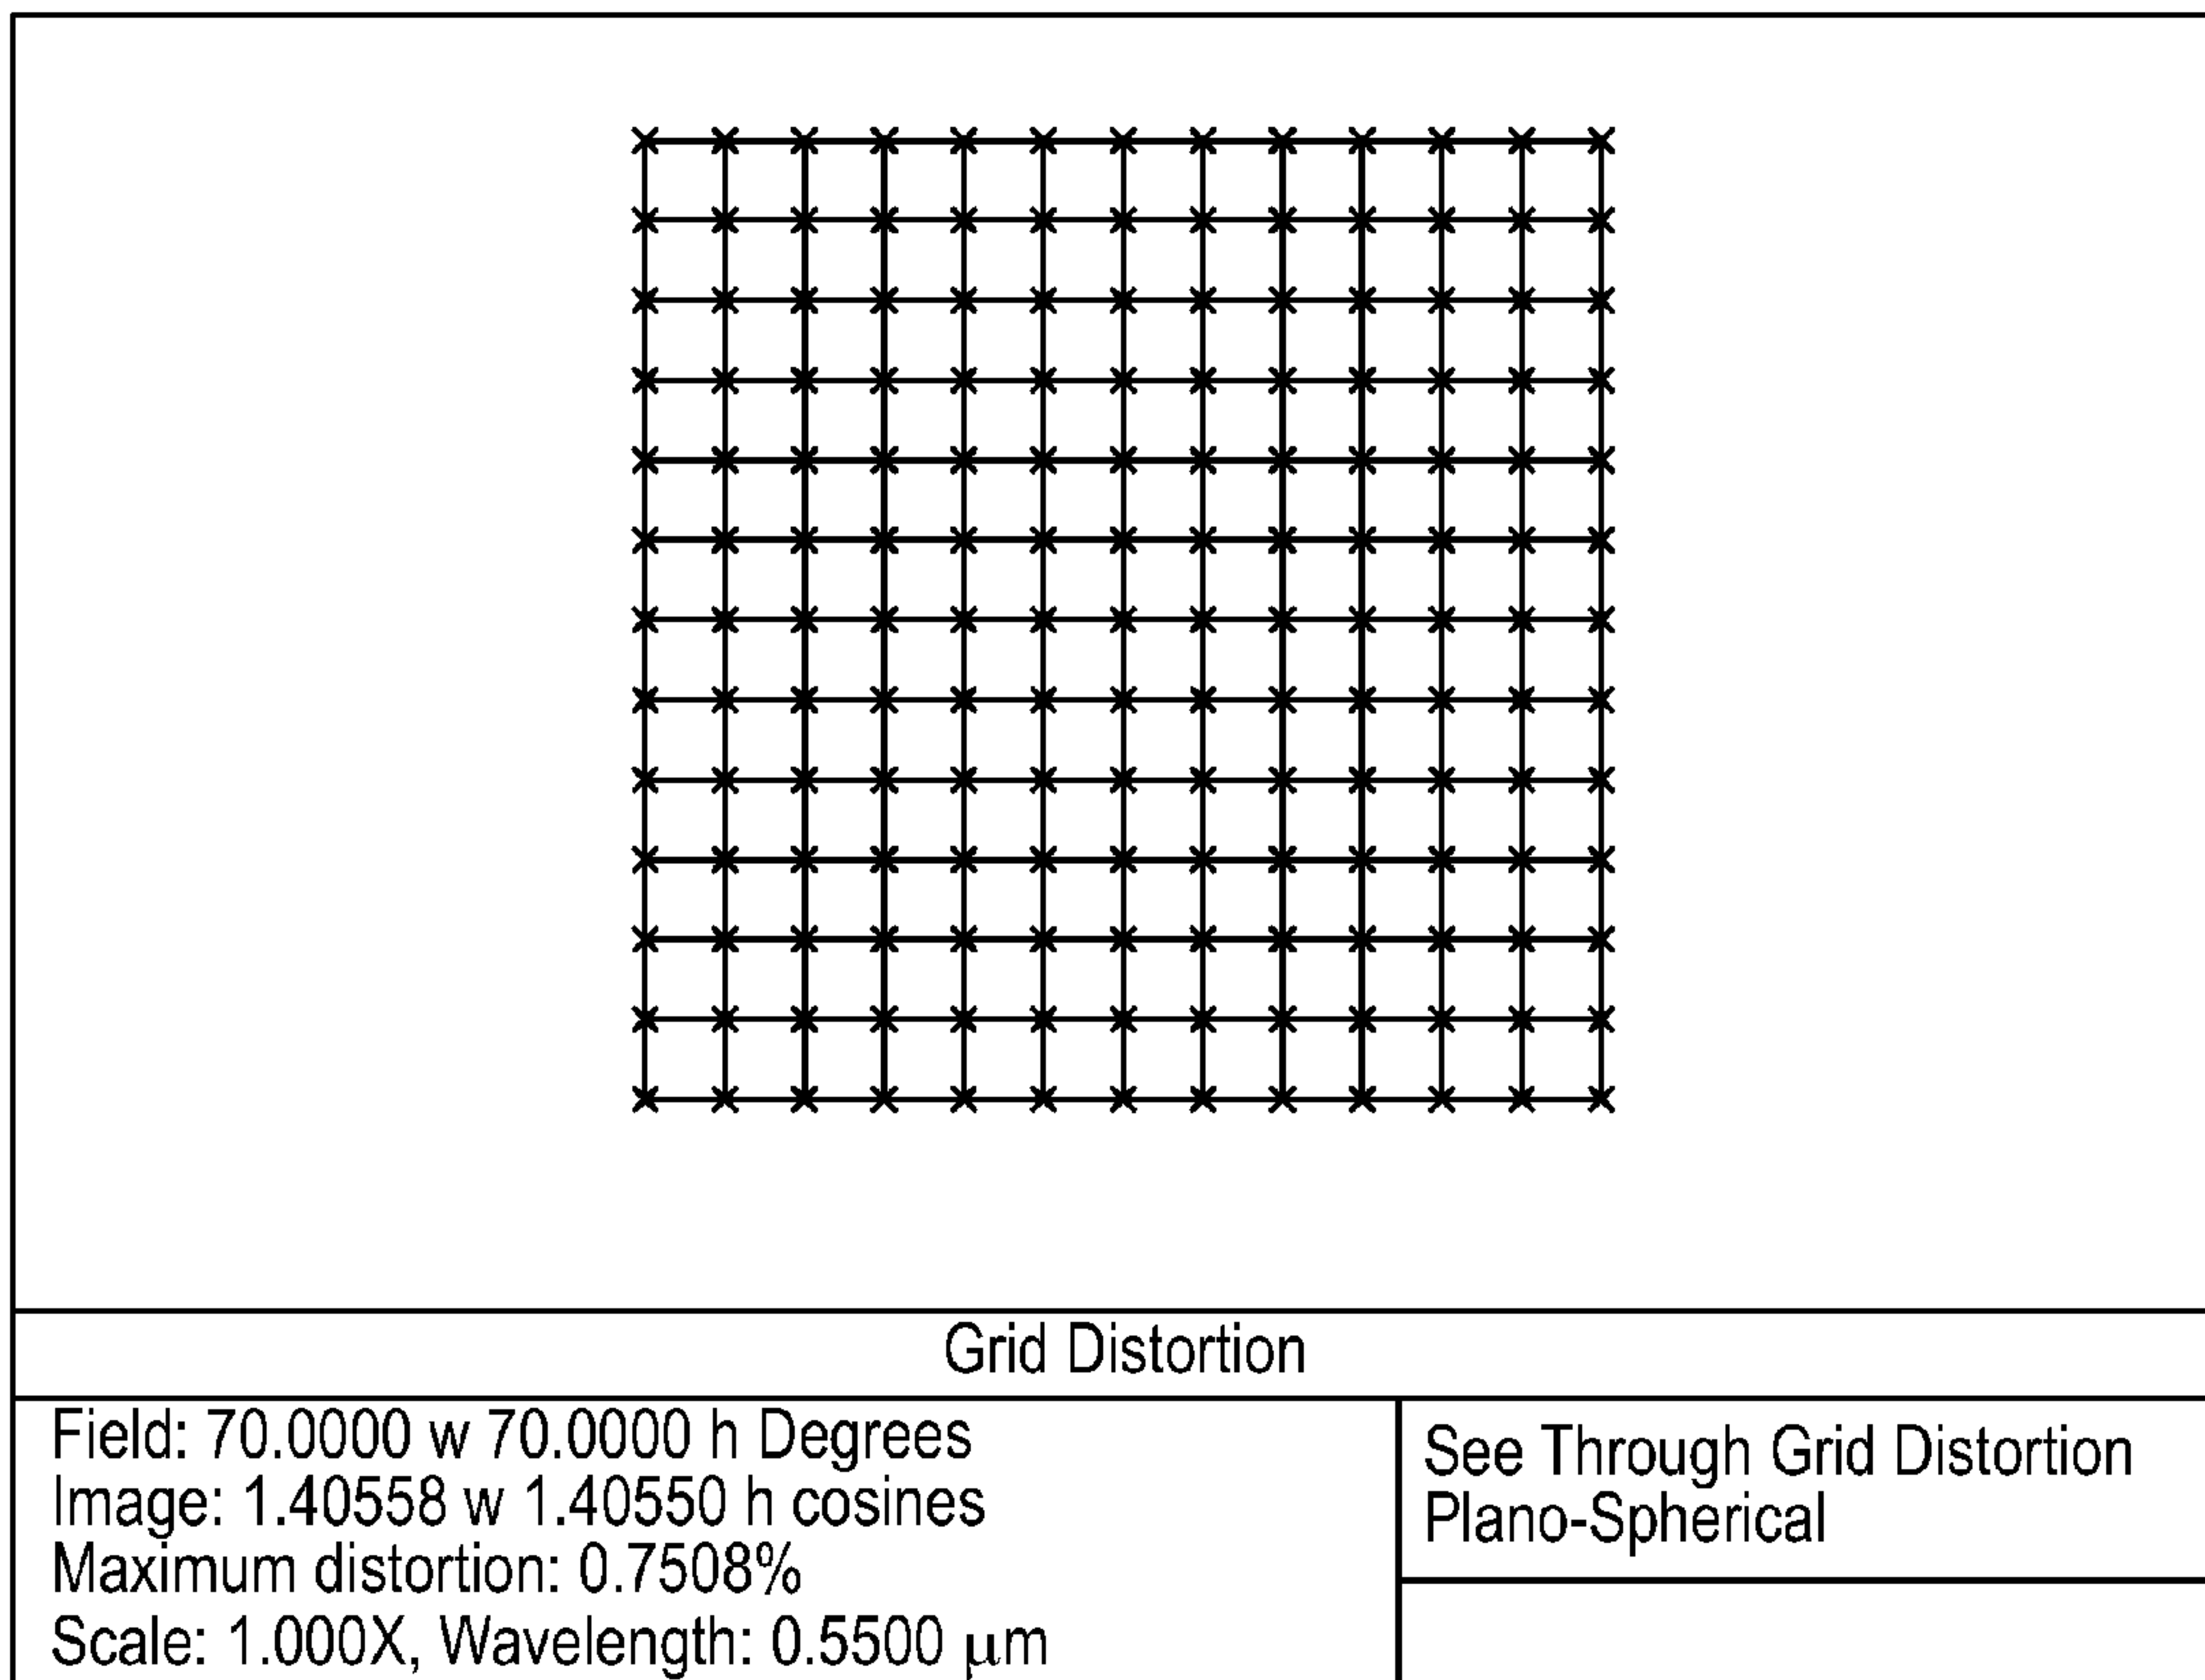 Grid Distortion
Field: 70.0000 w 70.0000 h Degrees
Image: 1.40558 w 1.40550 h cosines
Maximum distortion: 0.7508%
Scale: 1.000X, Wavelength: 0.5500 μm
See Through Grid Distortion
Plano-Spherical